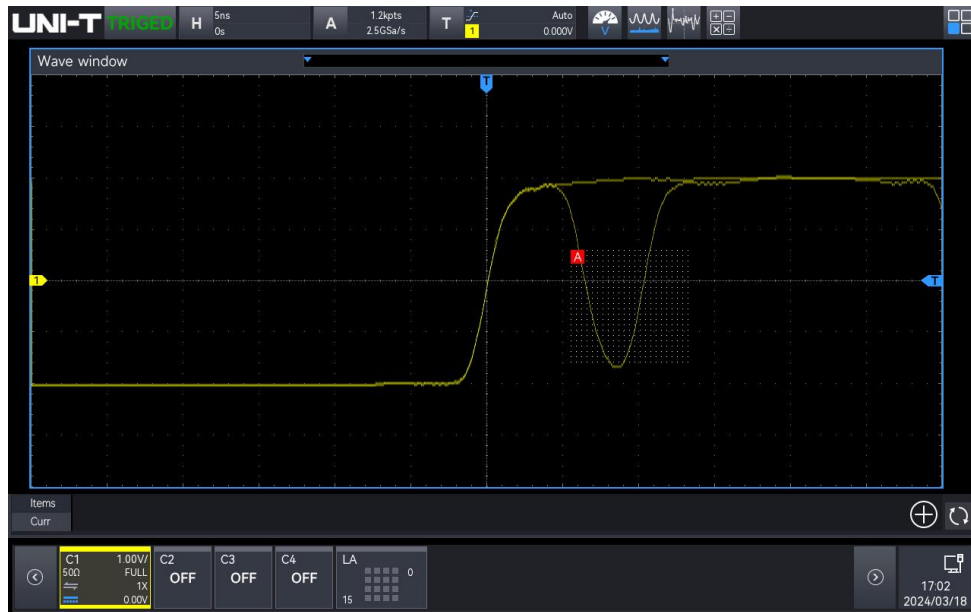 UNI-T TRIGED H 5ns A 1.2kpts T Auto
0s 2.5GSa/s 1 0.000V
Wave window
T
A
1 T
Items
Curr
C1 1.00V/ C2 C3 C4 LA
50Ω FULL OFF OFF OFF 0
1X
0.00V 15
17:02
2024/03/18